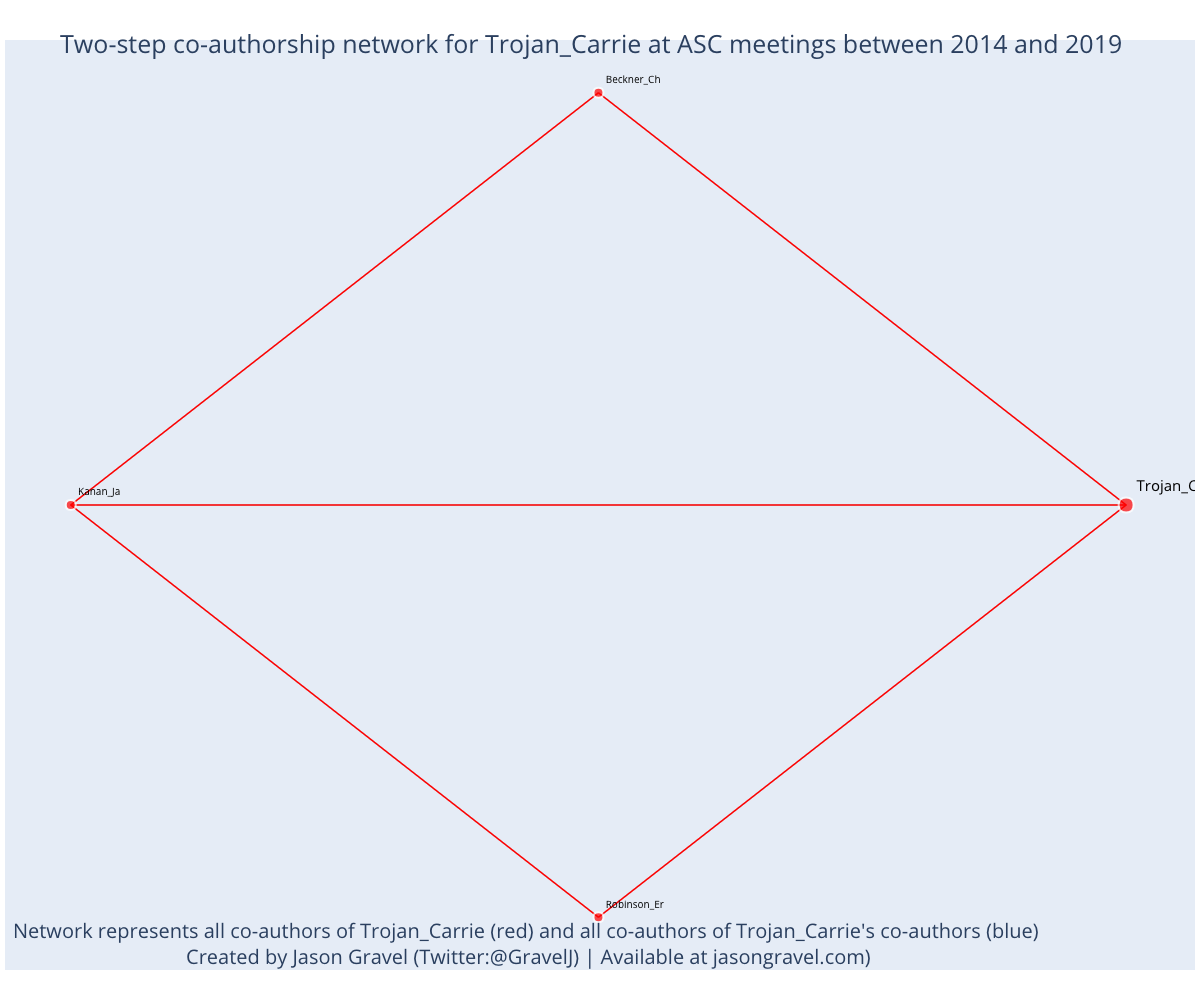 Two-step co-authorship network for Trojan_Carrie at ASC meetings between 2014 and 2019
Beckner_Ch
Kanan_Ja
Trojan_C
Robinson_Er
Network represents all co-authors of Trojan_Carrie (red) and all co-authors of Trojan_Carrie's co-authors (blue)
Created by Jason Gravel (Twitter:@GravelJ) | Available at jasongravel.com)